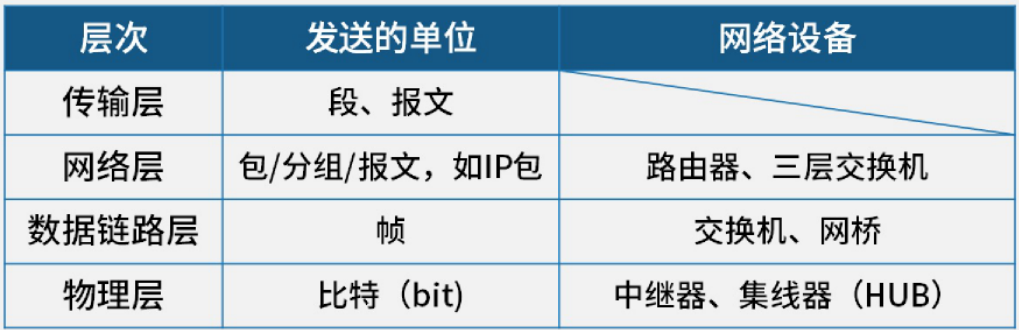 层次 发送的单位 网络设备
传输层 段、报文
网络层 包/分组/报文，如IP包 路由器、三层交换机
数据链路层 帧 交换机、网桥
物理层 比特（bit) 中继器、集线器（HUB）